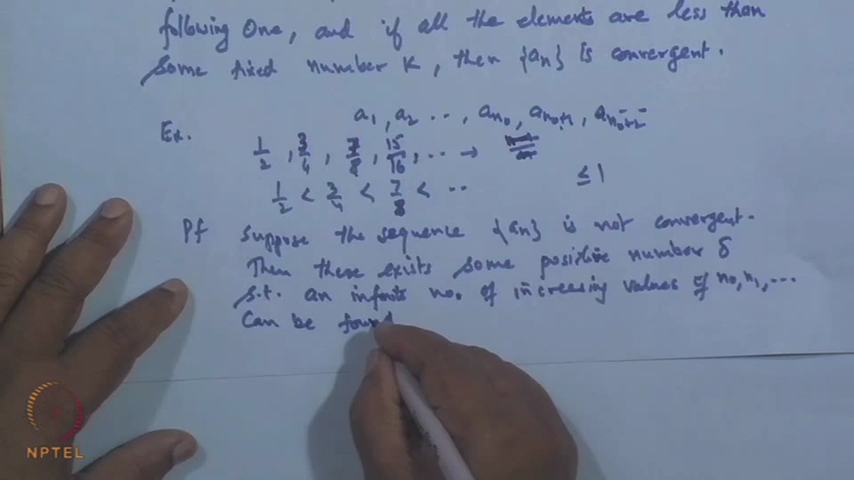 following One, and if all the elements are less than
some fixed number K, then {an} is convergent.
a1, a2 ..., an0, an0+1, an0+2 --
Ex.
1/2, 3/4, 7/8, 15/16, .. →
≤ 1
1/2 < 3/4 < 7/8 < ..
Pf Suppose the sequence {an} is not convergent.
Then there exists some positive number δ
s.t. an infinite no. of increasing values of n0, n1, ...
Can be found
NPTEL